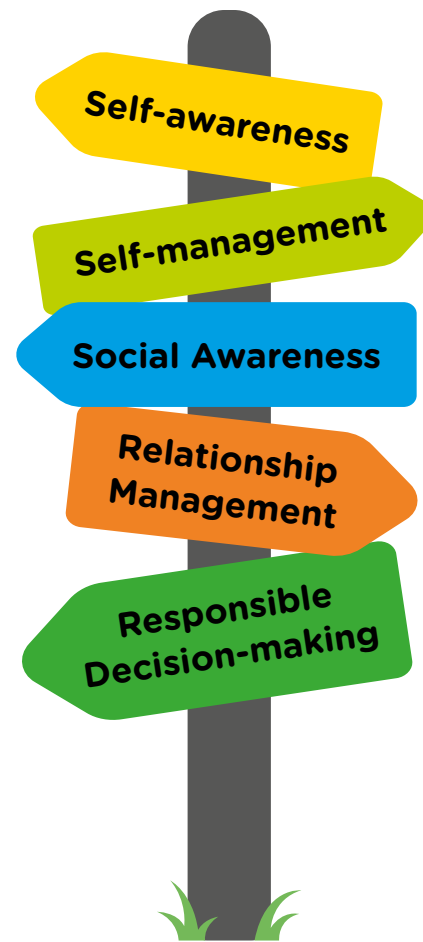 Self-awareness
Self-management
Social Awareness
Relationship
Management
Responsible
Decision-making